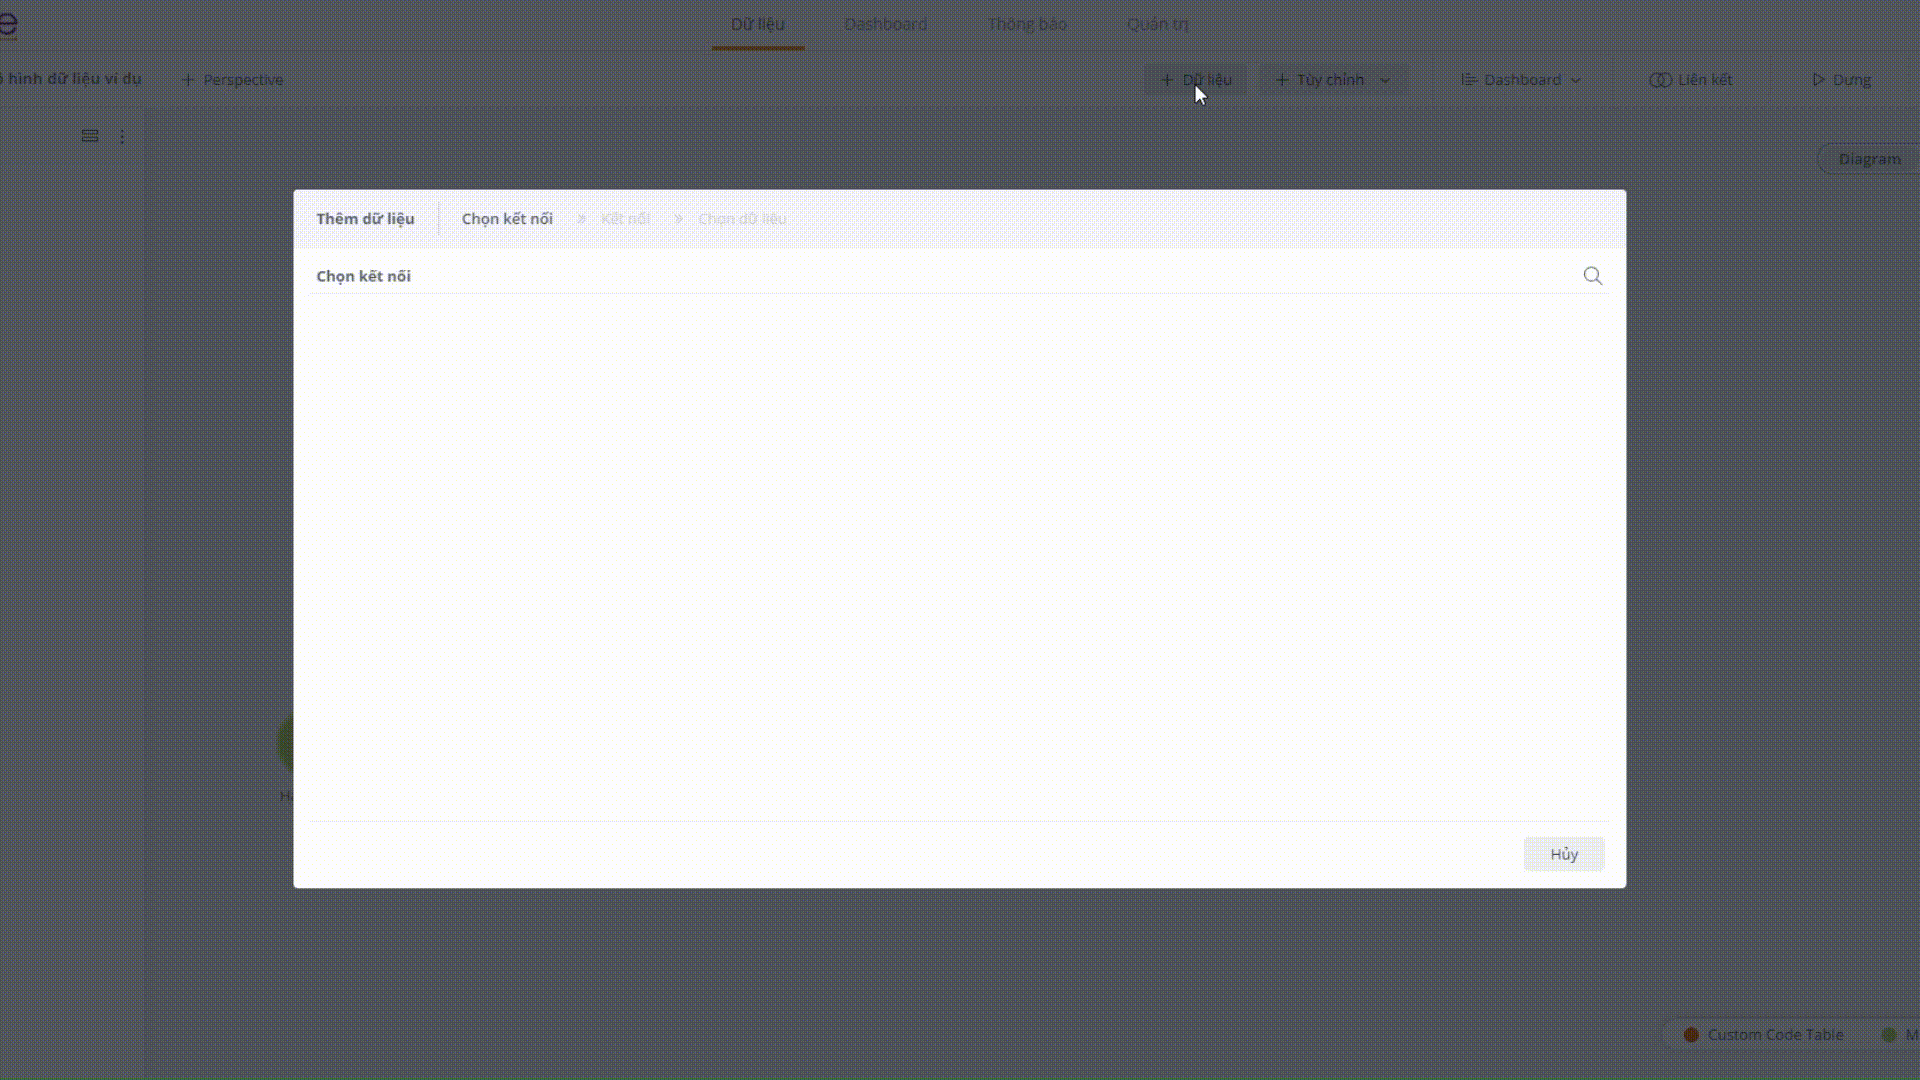 e
Dữ liệu
Dashboard
Thông báo
Quản trị
hình dữ liệu ví dụ
Perspective
Dữ liệu
Tùy chỉnh
Dashboard
Liên kết
Dựng
Diagram
Thêm dữ liệu
Chọn kết nối
Kết nối
Chọn dữ liệu
Chọn kết nối
Hủy
Custom Code Table
M